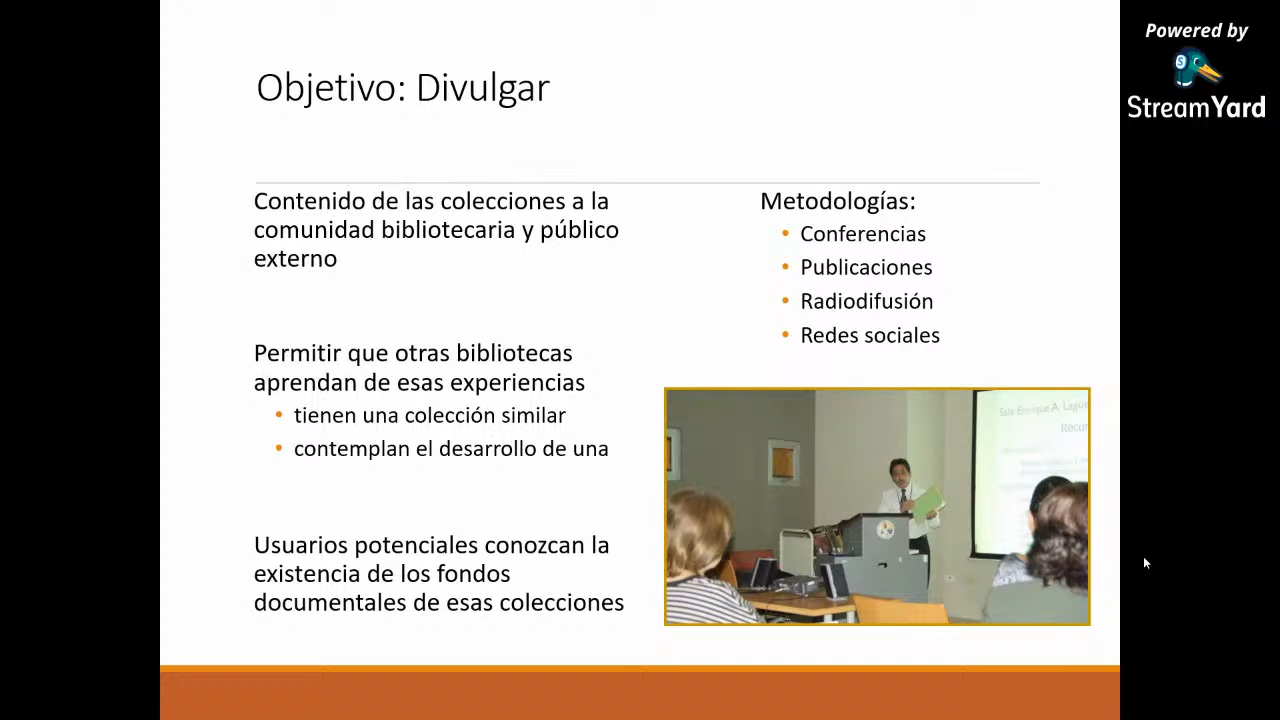 Objetivo: Divulgar
Contenido de las colecciones a la
comunidad bibliotecaria y público
externo
Permitir que otras bibliotecas
aprendan de esas experiencias
• tienen una colección similar
• contemplan el desarrollo de una
Usuarios potenciales conozcan la
existencia de los fondos
documentales de esas colecciones
Metodologías:
• Conferencias
• Publicaciones
• Radiodifusión
• Redes sociales
Sala Enrique A.
Powered by
StreamYard